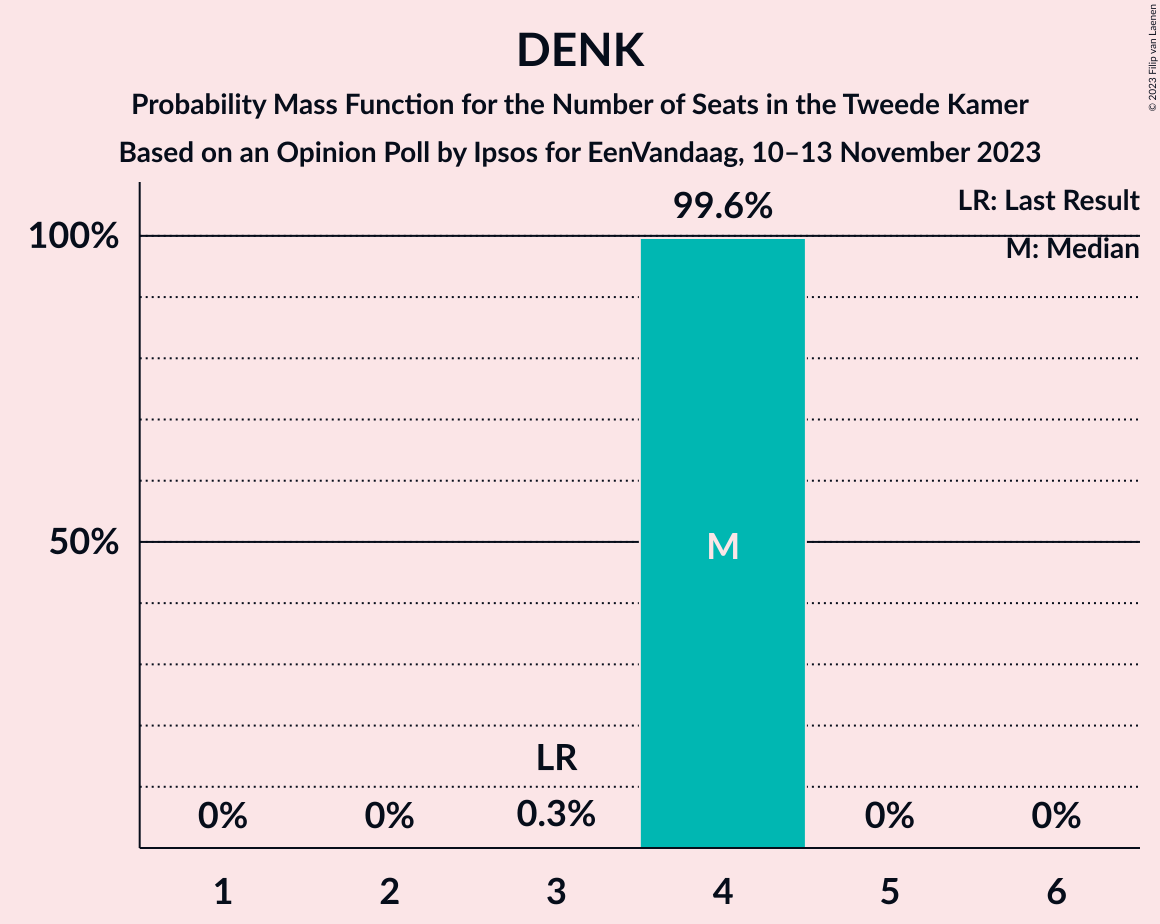 DENK
Probability Mass Function for the Number of Seats in the Tweede Kamer
Based on an Opinion Poll by Ipsos for EenVandaag, 10–13 November 2023
© 2023 Filip van Laenen
LR: Last Result
M: Median
100%
50%
99.6%
M
LR
0% 0% 0.3% 0% 0%
1 2 3 4 5 6